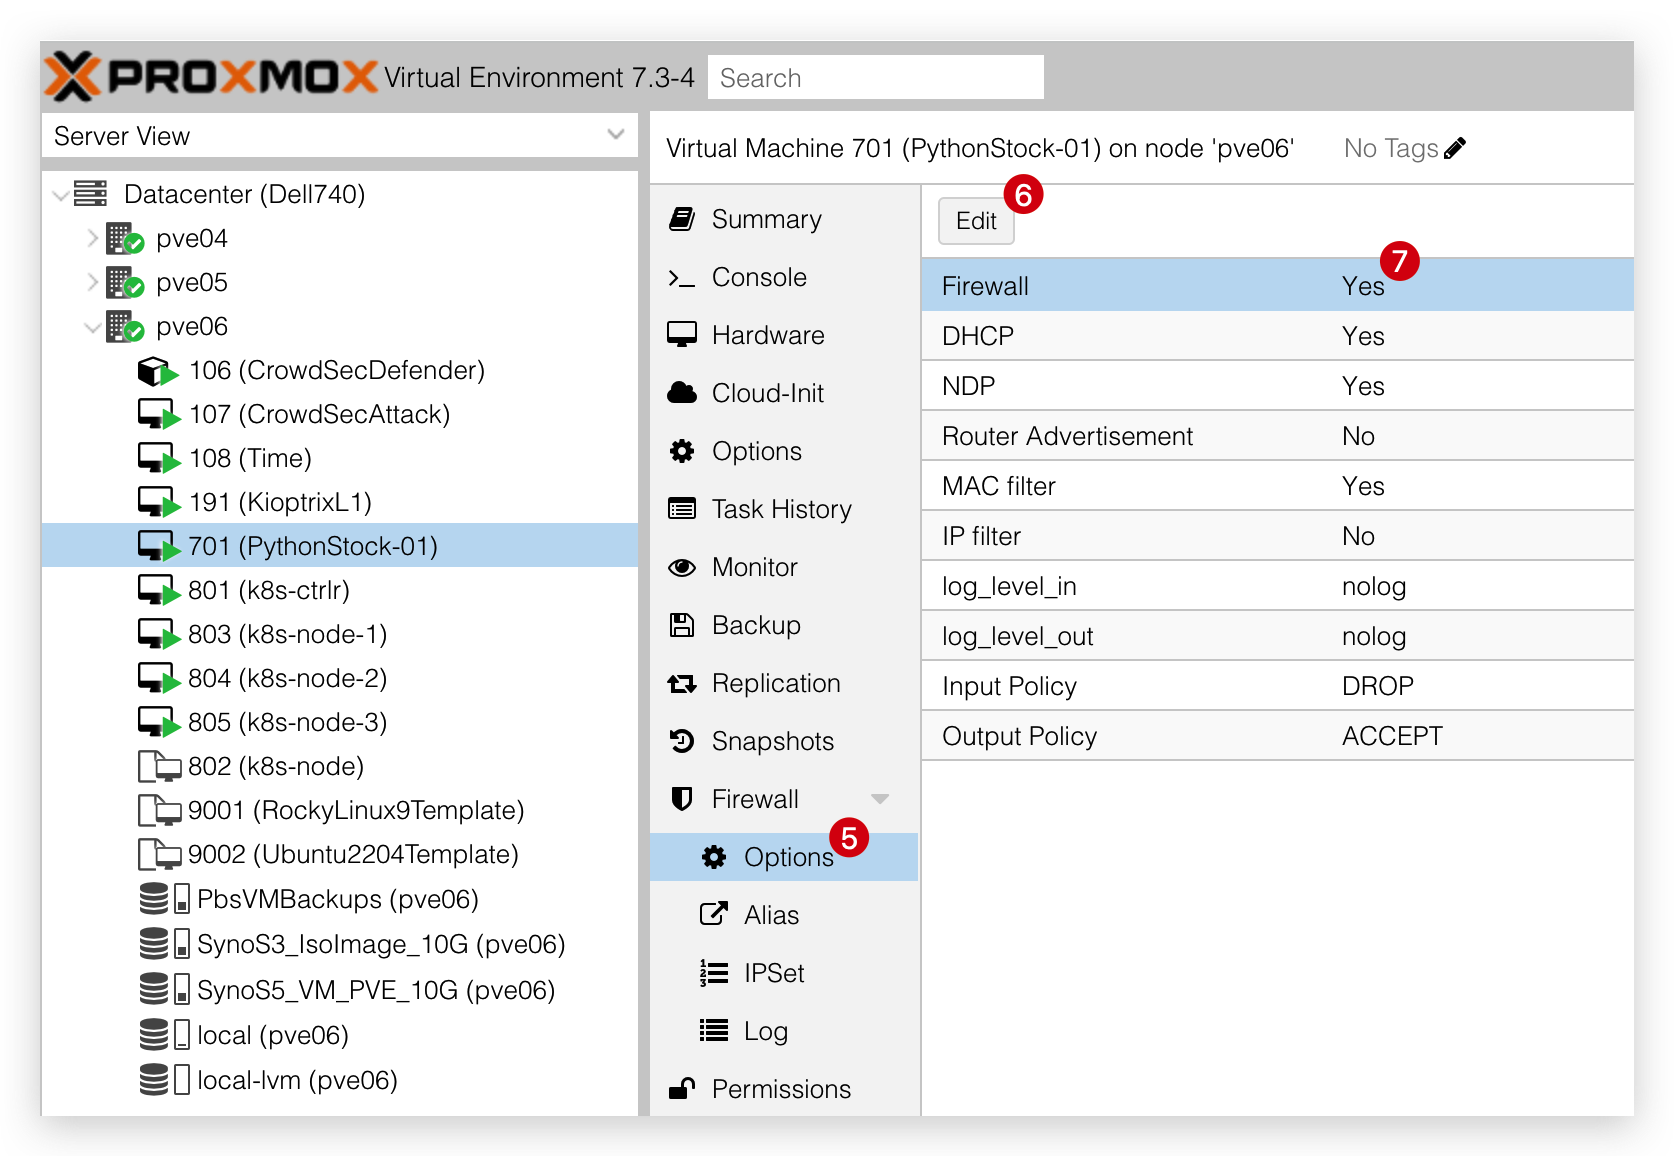 PROXMOX Virtual Environment 7.3-4 Search
Server View
Datacenter (Dell740)
pve04
pve05
pve06
106 (CrowdSecDefender)
107 (CrowdSecAttack)
108 (Time)
191 (KioptrixL1)
701 (PythonStock-01)
801 (k8s-ctrlr)
803 (k8s-node-1)
804 (k8s-node-2)
805 (k8s-node-3)
802 (k8s-node)
9001 (RockyLinux9Template)
9002 (Ubuntu2204Template)
PbsVMBackups (pve06)
SynoS3_IsoImage_10G (pve06)
SynoS5_VM_PVE_10G (pve06)
local (pve06)
local-lvm (pve06)
Virtual Machine 701 (PythonStock-01) on node 'pve06' No Tags
Summary
Console
Hardware
Cloud-Init
Options
Task History
Monitor
Backup
Replication
Snapshots
Firewall
Options 5
Alias
IPSet
Log
Permissions
Edit 6
Firewall Yes 7
DHCP Yes
NDP Yes
Router Advertisement No
MAC filter Yes
IP filter No
log_level_in nolog
log_level_out nolog
Input Policy DROP
Output Policy ACCEPT